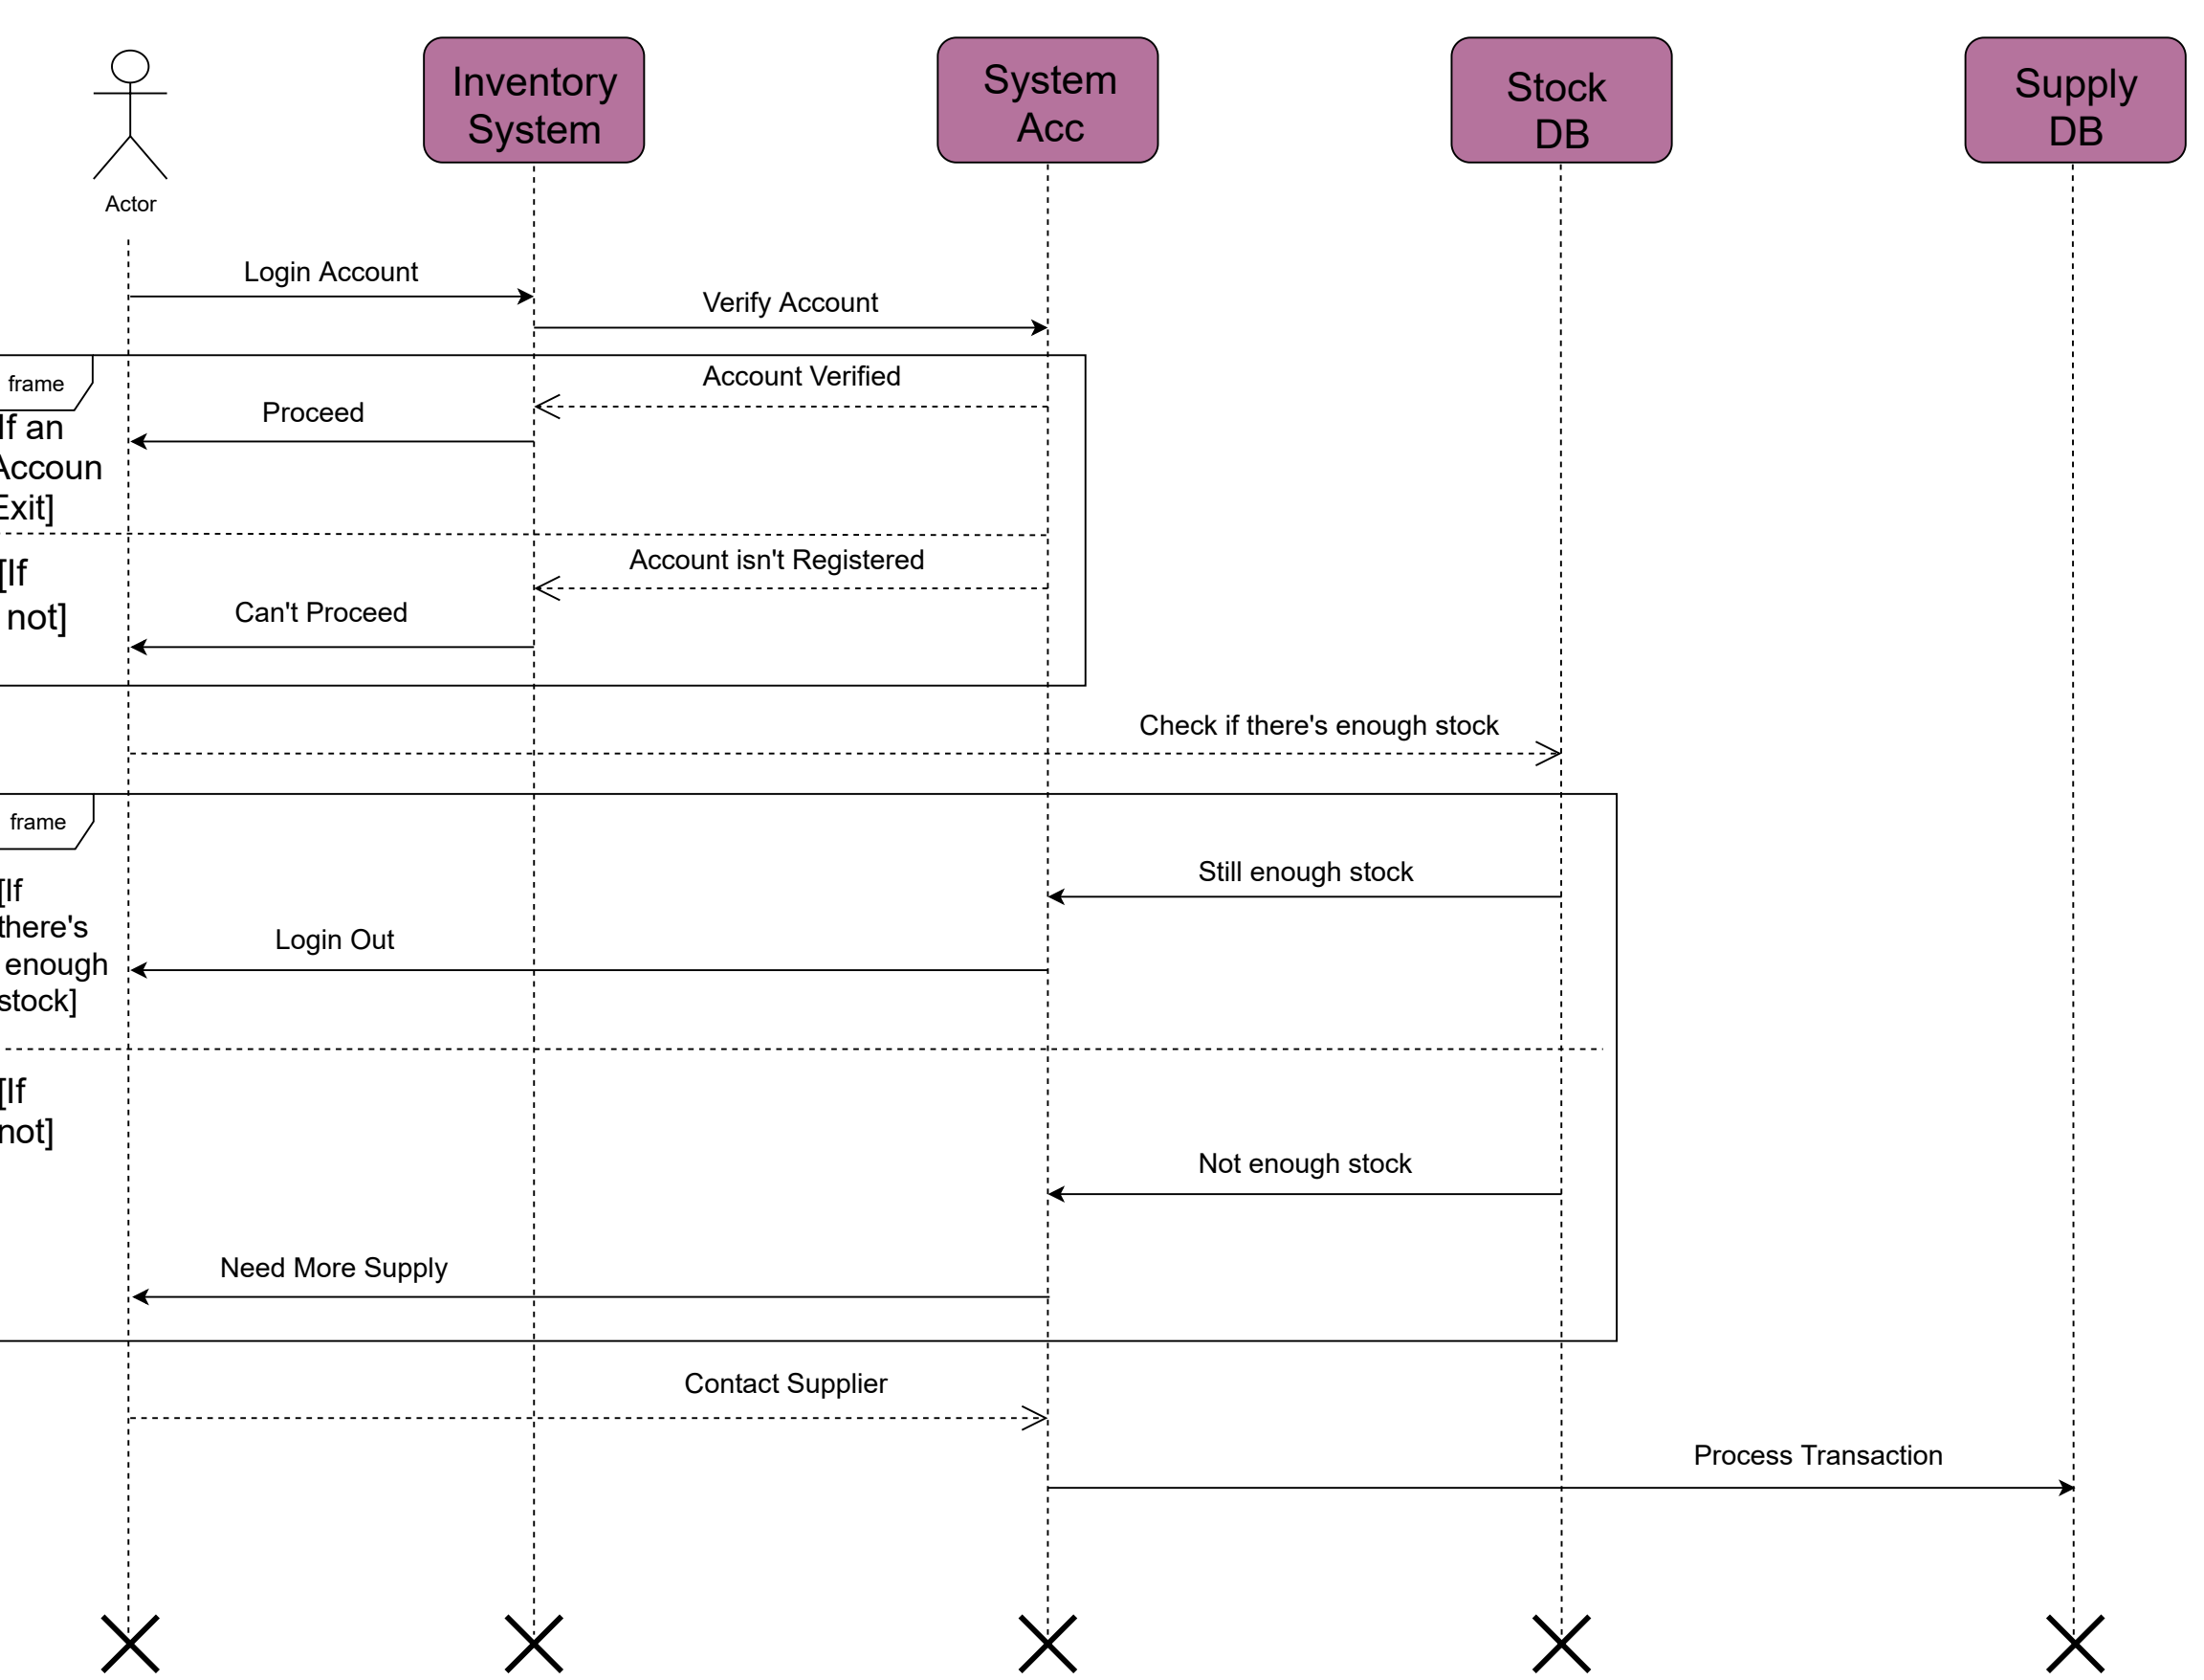 Inventory
System
System
Acc
Stock
DB
Supply
DB
Actor
Login Account
Verify Account
frame
Account Verified
Proceed
If an
Accoun
Exit]
Account isn't Registered
[If
not]
Can't Proceed
Check if there's enough stock
frame
Still enough stock
[If
there's
enough
stock]
Login Out
[If
not]
Not enough stock
Need More Supply
Contact Supplier
Process Transaction